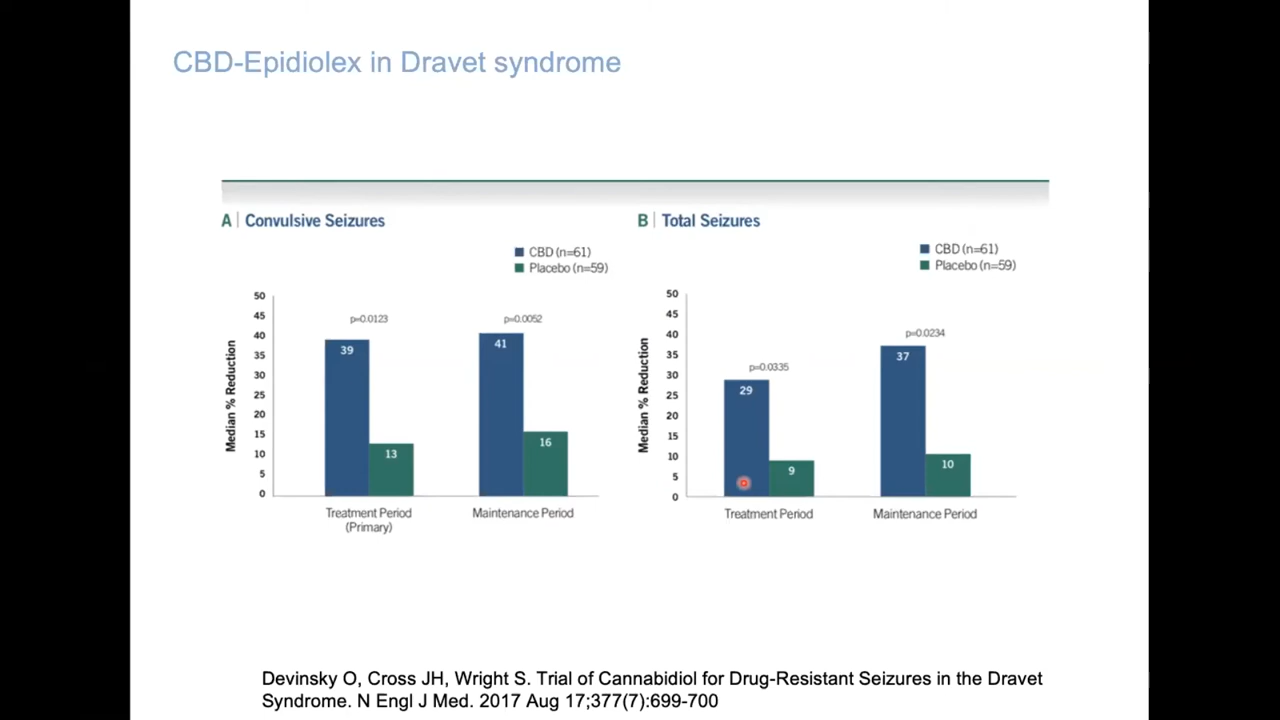 CBD-Epidiolex in Dravet syndrome
A | Convulsive Seizures
CBD (n=61)
Placebo (n=59)
Median % Reduction
50
45
40
35
30
25
20
15
10
5
0
p=0.0123
39
13
p=0.0052
41
16
Treatment Period
(Primary)
Maintenance Period
B | Total Seizures
CBD (n=61)
Placebo (n=59)
Median % Reduction
50
45
40
35
30
25
20
15
10
5
0
p=0.0335
29
9
p=0.0234
37
10
Treatment Period
Maintenance Period
Devinsky O, Cross JH, Wright S. Trial of Cannabidiol for Drug-Resistant Seizures in the Dravet
Syndrome. N Engl J Med. 2017 Aug 17;377(7):699-700